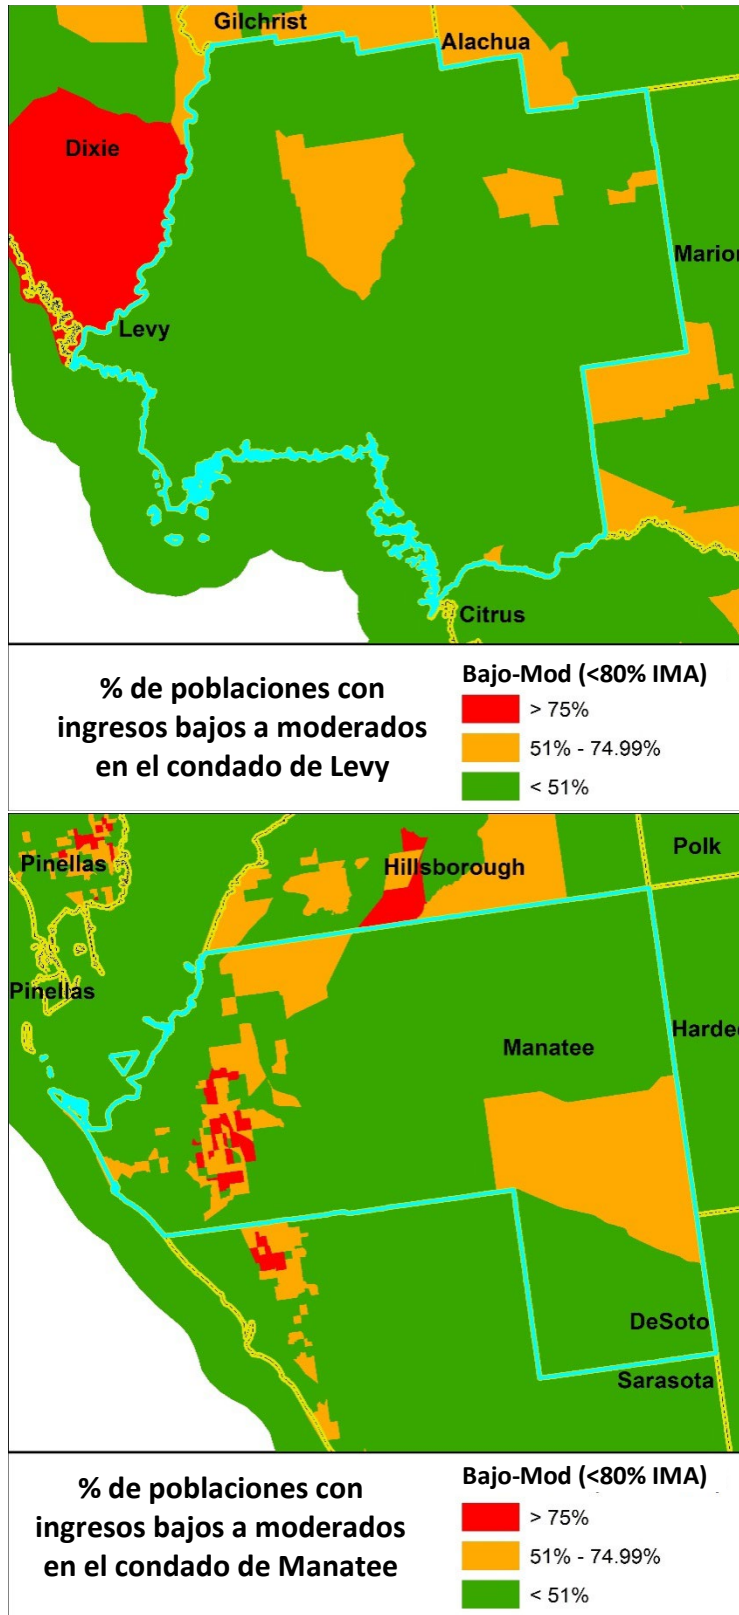 Gilchrist
Alachua
Dixie
Marion
Levy
Citrus
% de poblaciones con
ingresos bajos a moderados
en el condado de Levy
Bajo-Mod (<80% IMA)
> 75%
51% - 74.99%
< 51%
Polk
Pinellas
Hillsborough
Pinellas
Manatee
Hardee
DeSoto
Sarasota
% de poblaciones con
ingresos bajos a moderados
en el condado de Manatee
Bajo-Mod (<80% IMA)
> 75%
51% - 74.99%
< 51%